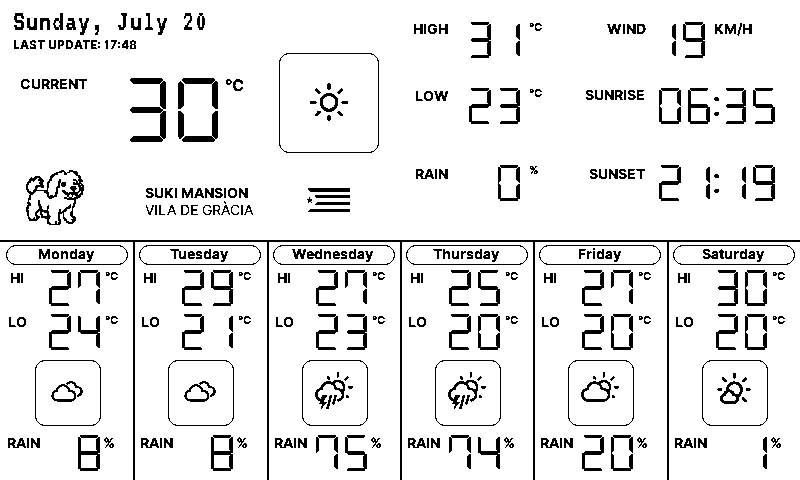 Sunday, July 20
LAST UPDATE: 17:48
CURRENT 30 °C
SUKI MANSION
VILA DE GRÀCIA
HIGH 31 °C
LOW 23 °C
RAIN 0 %
WIND 19 KM/H
SUNRISE 06:35
SUNSET 21:19
Monday
HI 27 °C
LO 24 °C
RAIN 8 %
Tuesday
HI 29 °C
LO 21 °C
RAIN 8 %
Wednesday
HI 27 °C
LO 23 °C
RAIN 75 %
Thursday
HI 25 °C
LO 20 °C
RAIN 74 %
Friday
HI 27 °C
LO 20 °C
RAIN 20 %
Saturday
HI 30 °C
LO 20 °C
RAIN 1 %